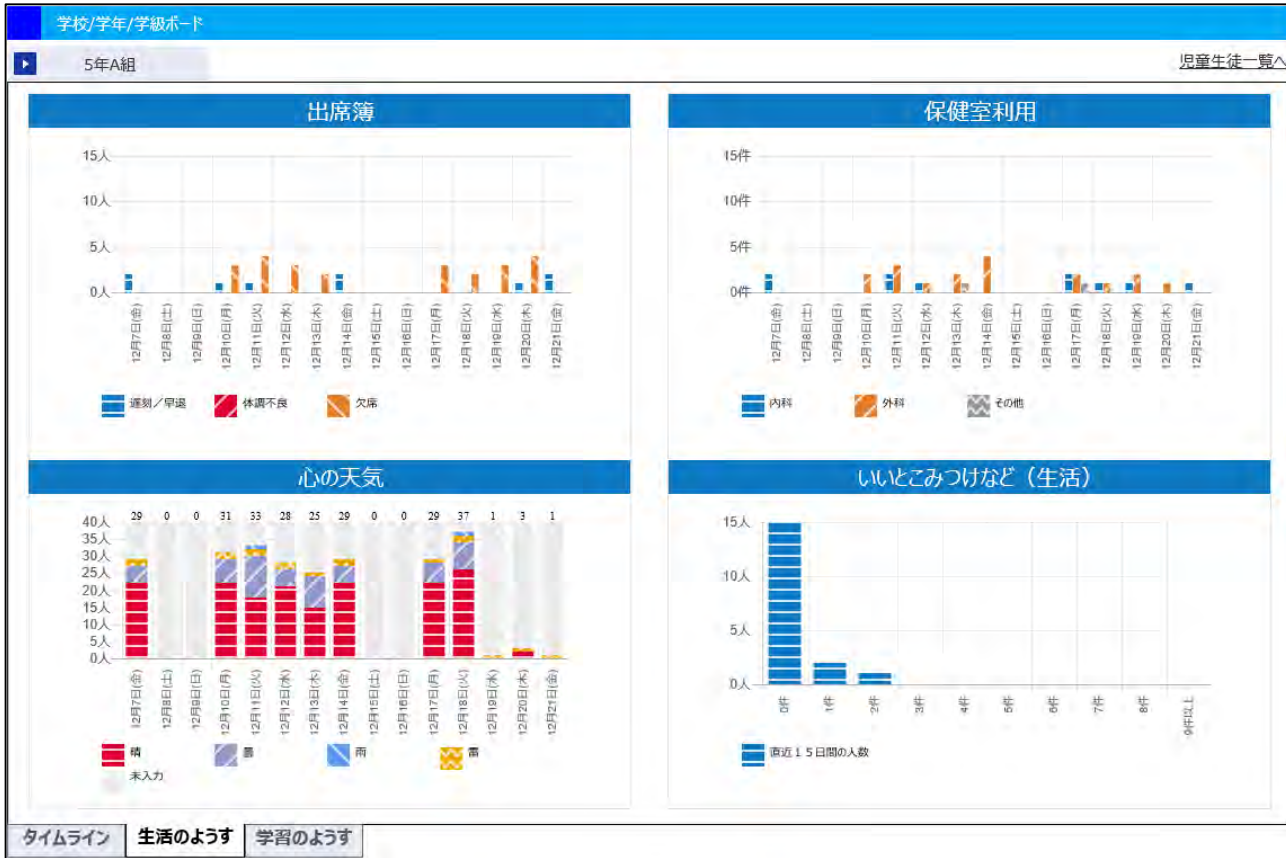 学校/学年/学級ボード
5年A組
児童生徒一覧へ
出席簿
15人
10人
5人
0人
12月7日(金)
12月8日(土)
12月9日(日)
12月10日(月)
12月11日(火)
12月12日(水)
12月13日(木)
12月14日(金)
12月15日(土)
12月16日(日)
12月17日(月)
12月18日(火)
12月19日(水)
12月20日(木)
12月21日(金)
遅刻／早退 体調不良 欠席
保健室利用
15件
10件
5件
0件
12月7日(金)
12月8日(土)
12月9日(日)
12月10日(月)
12月11日(火)
12月12日(水)
12月13日(木)
12月14日(金)
12月15日(土)
12月16日(日)
12月17日(月)
12月18日(火)
12月19日(水)
12月20日(木)
12月21日(金)
内科 外科 その他
心の天気
29 0 0 31 33 28 25 29 0 0 29 37 1 3 1
40人
35人
30人
25人
20人
15人
10人
5人
0人
12月7日(金)
12月8日(土)
12月9日(日)
12月10日(月)
12月11日(火)
12月12日(水)
12月13日(木)
12月14日(金)
12月15日(土)
12月16日(日)
12月17日(月)
12月18日(火)
12月19日(水)
12月20日(木)
12月21日(金)
晴 曇 雨 雷
未入力
いいとこみつけなど（生活）
15人
10人
5人
0人
0件
1件
2件
3件
4件
5件
6件
7件
8件
9件以上
直近１５日間の人数
タイムライン 生活のようす 学習のようす